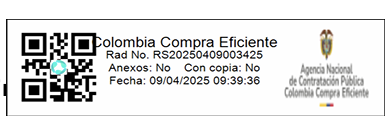 Colombia Compra Eficiente
Rad No. RS20250409003425
Anexos: No Con copia: No
Fecha: 09/04/2025 09:39:36
Agencia Nacional
de Contratación Pública
Colombia Compra Eficiente